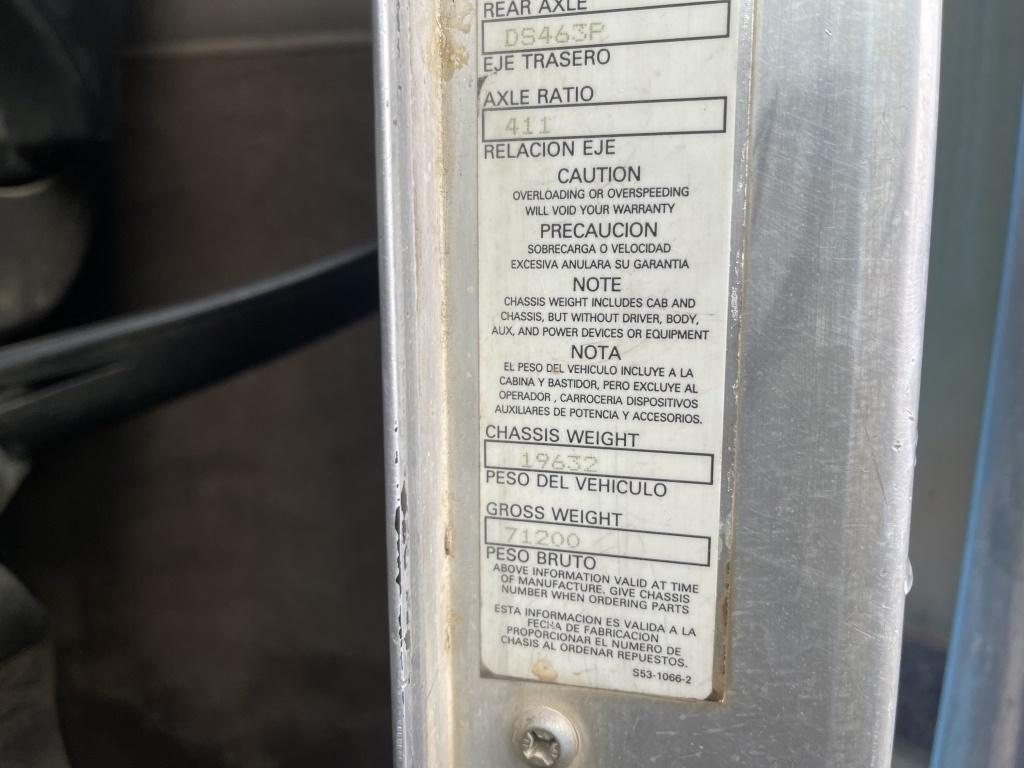 REAR AXLE
DS463P
EJE TRASERO
AXLE RATIO
411
RELACION EJE
CAUTION
OVERLOADING OR OVERSPEEDING
WILL VOID YOUR WARRANTY
PRECAUCION
SOBRECARGA O VELOCIDAD
EXCESIVA ANULARA SU GARANTIA
NOTE
CHASSIS WEIGHT INCLUDES CAB AND
CHASSIS, BUT WITHOUT DRIVER, BODY,
AUX, AND POWER DEVICES OR EQUIPMENT
NOTA
EL PESO DEL VEHICULO INCLUYE A LA
CABINA Y BASTIDOR, PERO EXCLUYE AL
OPERADOR , CARROCERIA DISPOSITIVOS
AUXILIARES DE POTENCIA Y ACCESORIOS.
CHASSIS WEIGHT
19632
PESO DEL VEHICULO
GROSS WEIGHT
71200
PESO BRUTO
ABOVE INFORMATION VALID AT TIME
OF MANUFACTURE. GIVE CHASSIS
NUMBER WHEN ORDERING PARTS
ESTA INFORMACION ES VALIDA A LA
FECHA DE FABRICACION
PROPORCIONAR EL NUMERO DE
CHASIS AL ORDENAR REPUESTOS.
S53-1066-2